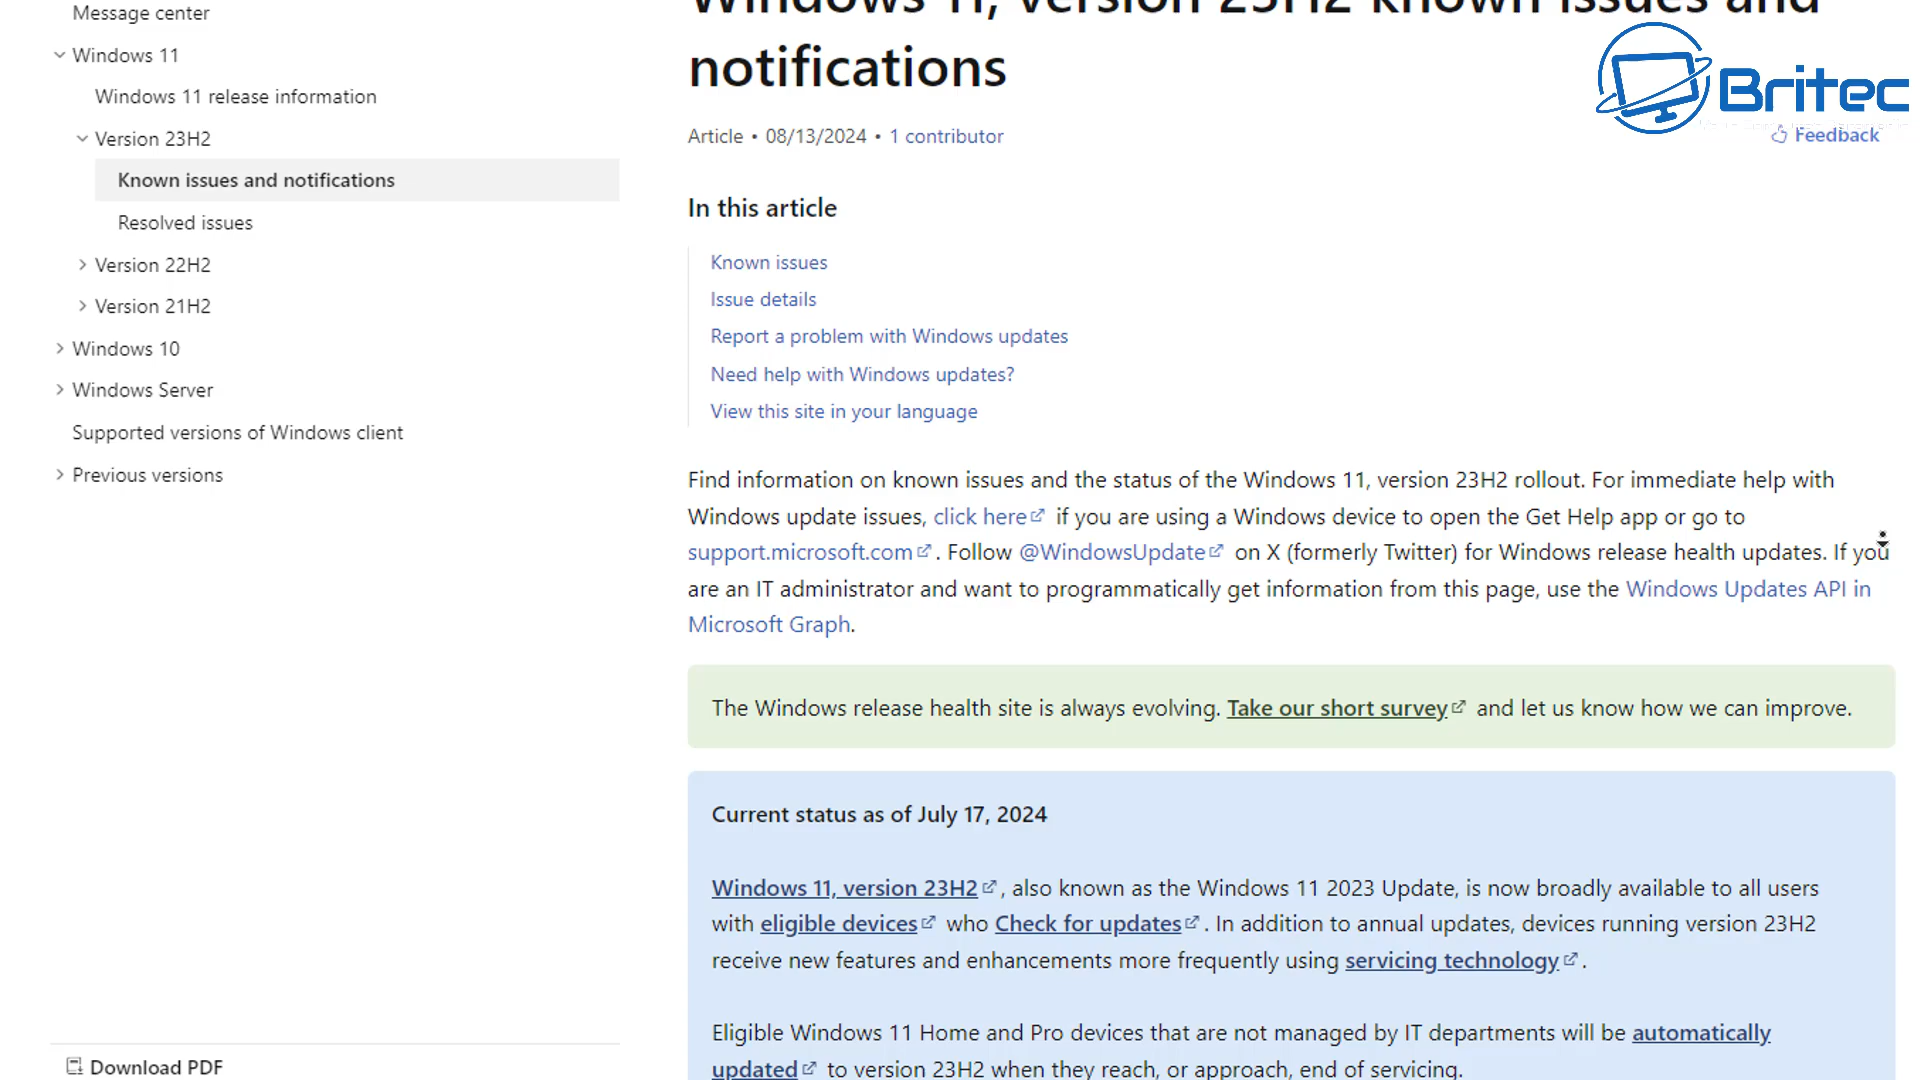 Message center
Windows 11
Windows 11 release information
Version 23H2
Known issues and notifications
Resolved issues
Version 22H2
Version 21H2
Windows 10
Windows Server
Supported versions of Windows client
Previous versions
Download PDF
Windows 11, version 23H2 known issues and
notifications
Britec
Article • 08/13/2024 • 1 contributor
Feedback
In this article
Known issues
Issue details
Report a problem with Windows updates
Need help with Windows updates?
View this site in your language
Find information on known issues and the status of the Windows 11, version 23H2 rollout. For immediate help with
Windows update issues, click here if you are using a Windows device to open the Get Help app or go to
support.microsoft.com. Follow @WindowsUpdate on X (formerly Twitter) for Windows release health updates. If you
are an IT administrator and want to programmatically get information from this page, use the Windows Updates API in
Microsoft Graph.
The Windows release health site is always evolving. Take our short survey and let us know how we can improve.
Current status as of July 17, 2024
Windows 11, version 23H2, also known as the Windows 11 2023 Update, is now broadly available to all users
with eligible devices who Check for updates. In addition to annual updates, devices running version 23H2
receive new features and enhancements more frequently using servicing technology.
Eligible Windows 11 Home and Pro devices that are not managed by IT departments will be automatically
updated to version 23H2 when they reach, or approach, end of servicing.